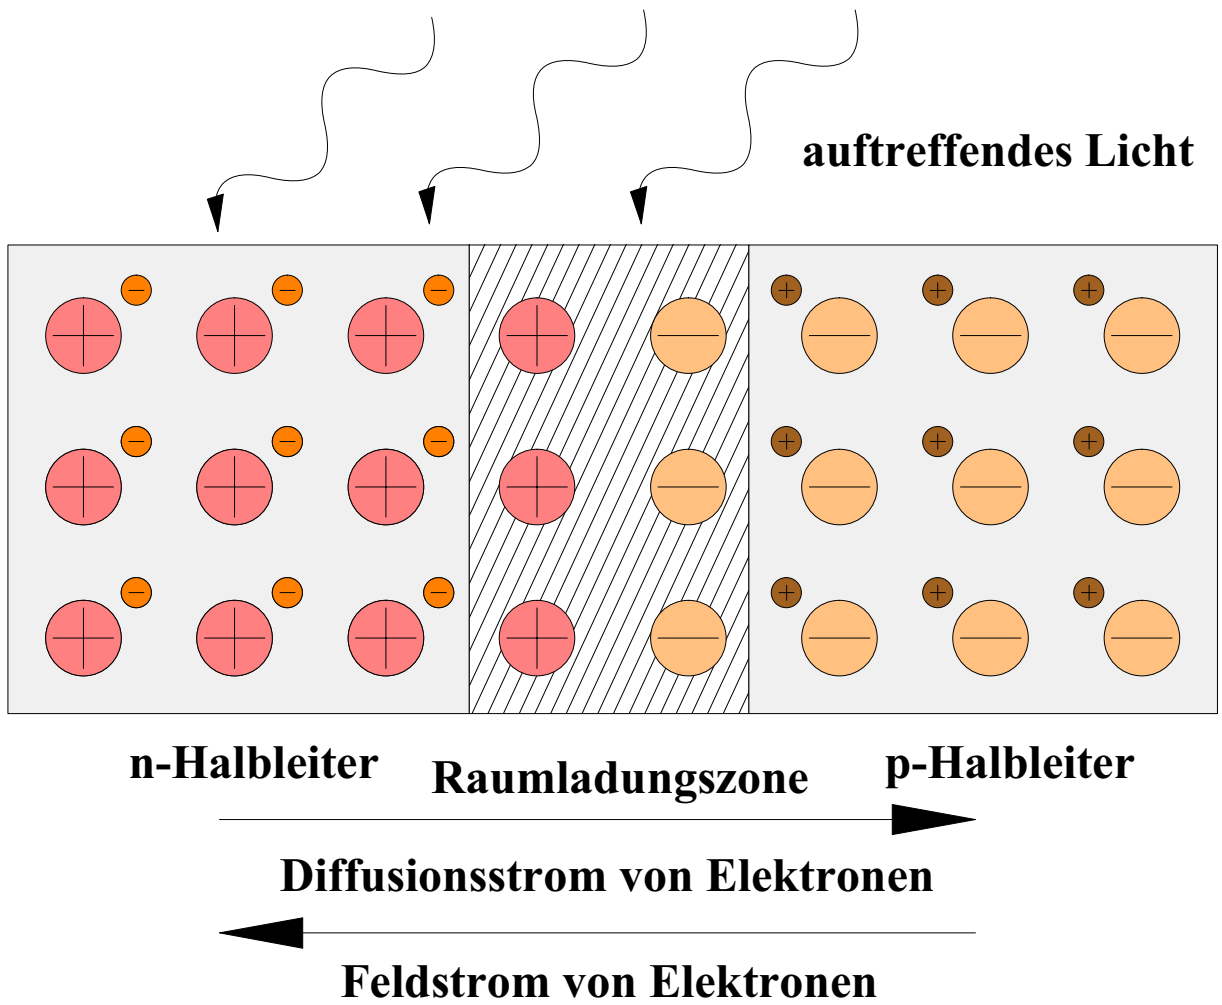 auftreffendes Licht
n-Halbleiter
Raumladungszone
p-Halbleiter
Diffusionsstrom von Elektronen
Feldstrom von Elektronen